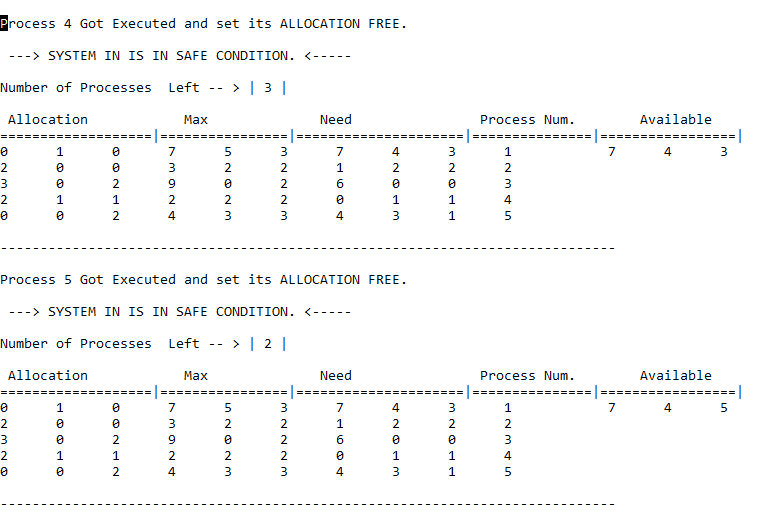 Process 4 Got Executed and set its ALLOCATION FREE.
---> SYSTEM IN IS IN SAFE CONDITION. <-----
Number of Processes  Left -- > | 3 |
Allocation            Max              Need                Process Num.        Available
===================|================|=====================|===============|=================|
0      1      0      7      5      3      7      4      3      1            7      4      3
2      0      0      3      2      2      1      2      2      2
3      0      2      9      0      2      6      0      0      3
2      1      1      2      2      2      0      1      1      4
0      0      2      4      3      3      4      3      1      5
-----------------------------------------------------------------------------
Process 5 Got Executed and set its ALLOCATION FREE.
---> SYSTEM IN IS IN SAFE CONDITION. <-----
Number of Processes  Left -- > | 2 |
Allocation            Max              Need                Process Num.        Available
===================|================|=====================|===============|=================|
0      1      0      7      5      3      7      4      3      1            7      4      5
2      0      0      3      2      2      1      2      2      2
3      0      2      9      0      2      6      0      0      3
2      1      1      2      2      2      0      1      1      4
0      0      2      4      3      3      4      3      1      5
-----------------------------------------------------------------------------